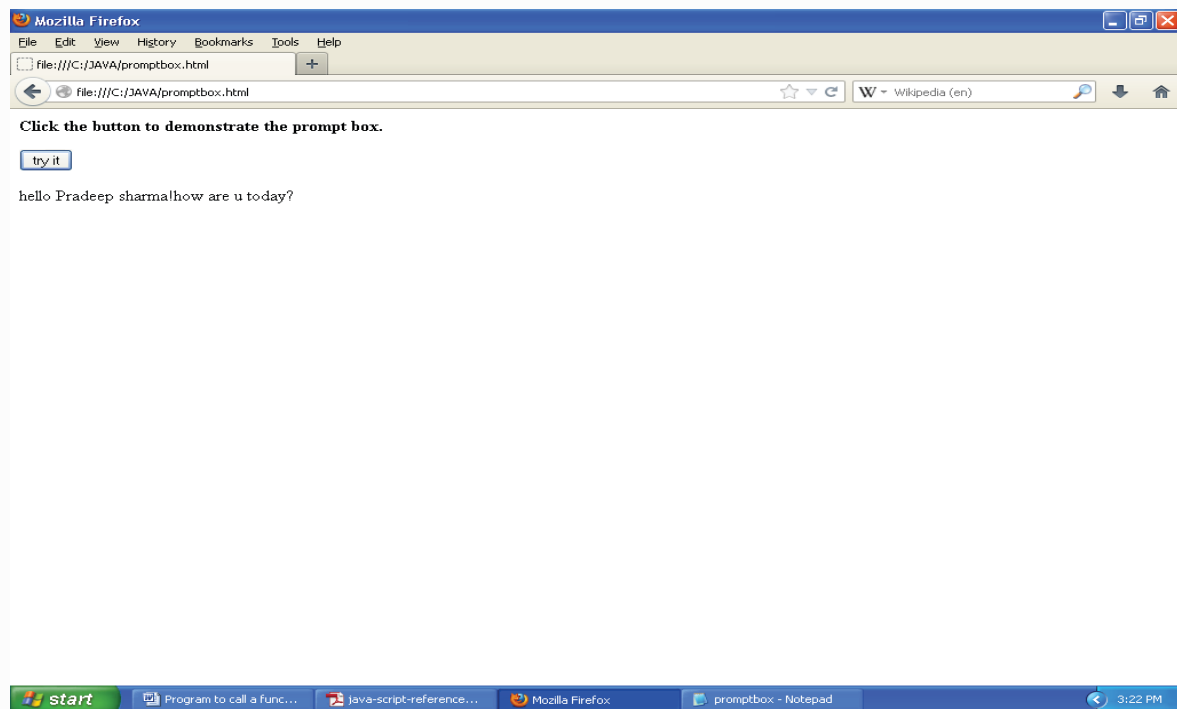 Mozilla Firefox
File Edit View History Bookmarks Tools Help
file:///C:/JAVA/promptbox.html +
file:///C:/JAVA/promptbox.html W Wikipedia (en)
Click the button to demonstrate the prompt box.
try it
hello Pradeep sharma!how are u today?
start Program to call a func... java-script-reference... Mozilla Firefox promptbox - Notepad 3:22 PM